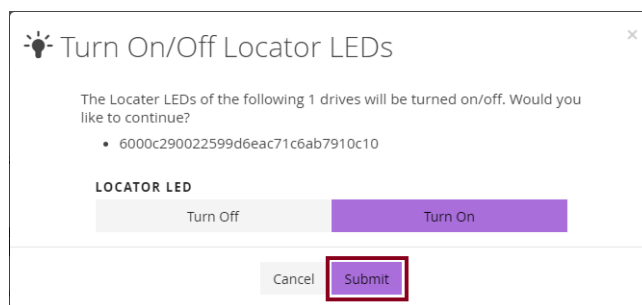 Turn On/Off Locator LEDs
×
The Locater LEDs of the following 1 drives will be turned on/off. Would you
like to continue?
• 6000c290022599d6eac71c6ab7910c10
LOCATOR LED
Turn Off Turn On
Cancel Submit